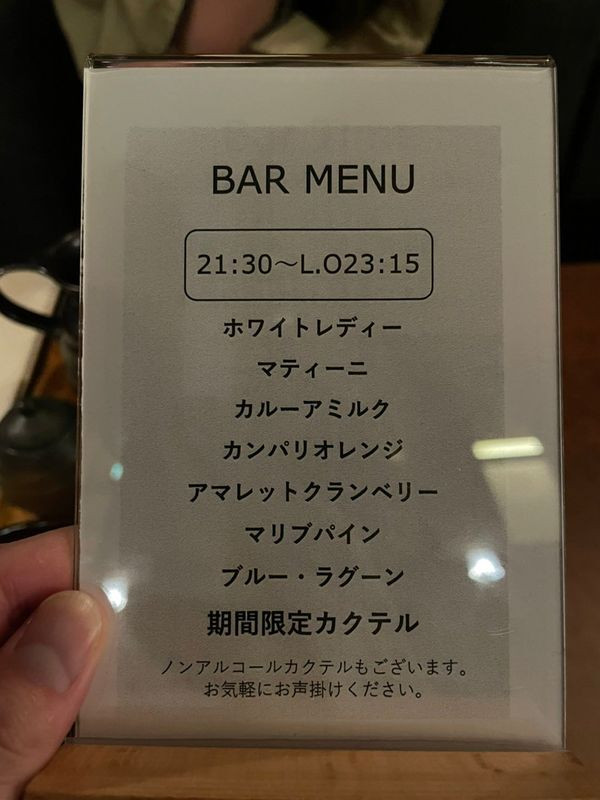 BAR MENU
21:30～L.O23:15
ホワイトレディー
マティーニ
カルーアミルク
カンパリオレンジ
アマレットクランベリー
マリブパイン
ブルー・ラグーン
期間限定カクテル
ノンアルコールカクテルもございます。
お気軽にお声掛けください。